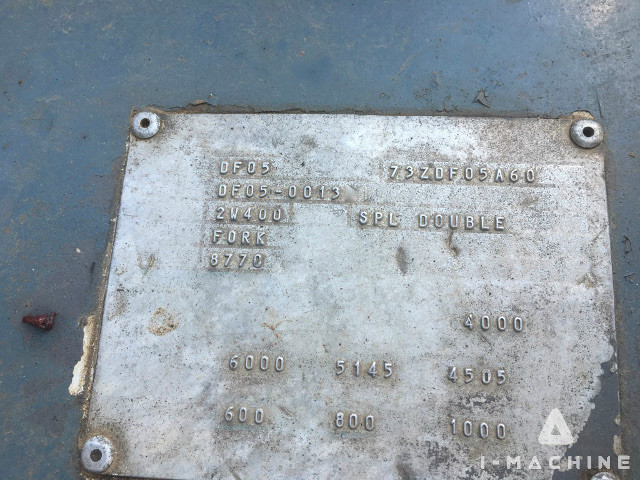 DF05 73ZDF05A60
DF05-0013
2W400 SPL DOUBLE
FORK
8770
4000
6000 5145 4505
600 800 1000
I-MACHINE